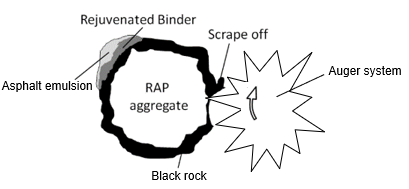 Rejuvenated Binder
Scrape off
Asphalt emulsion
Auger system
RAP
aggregate
Black rock